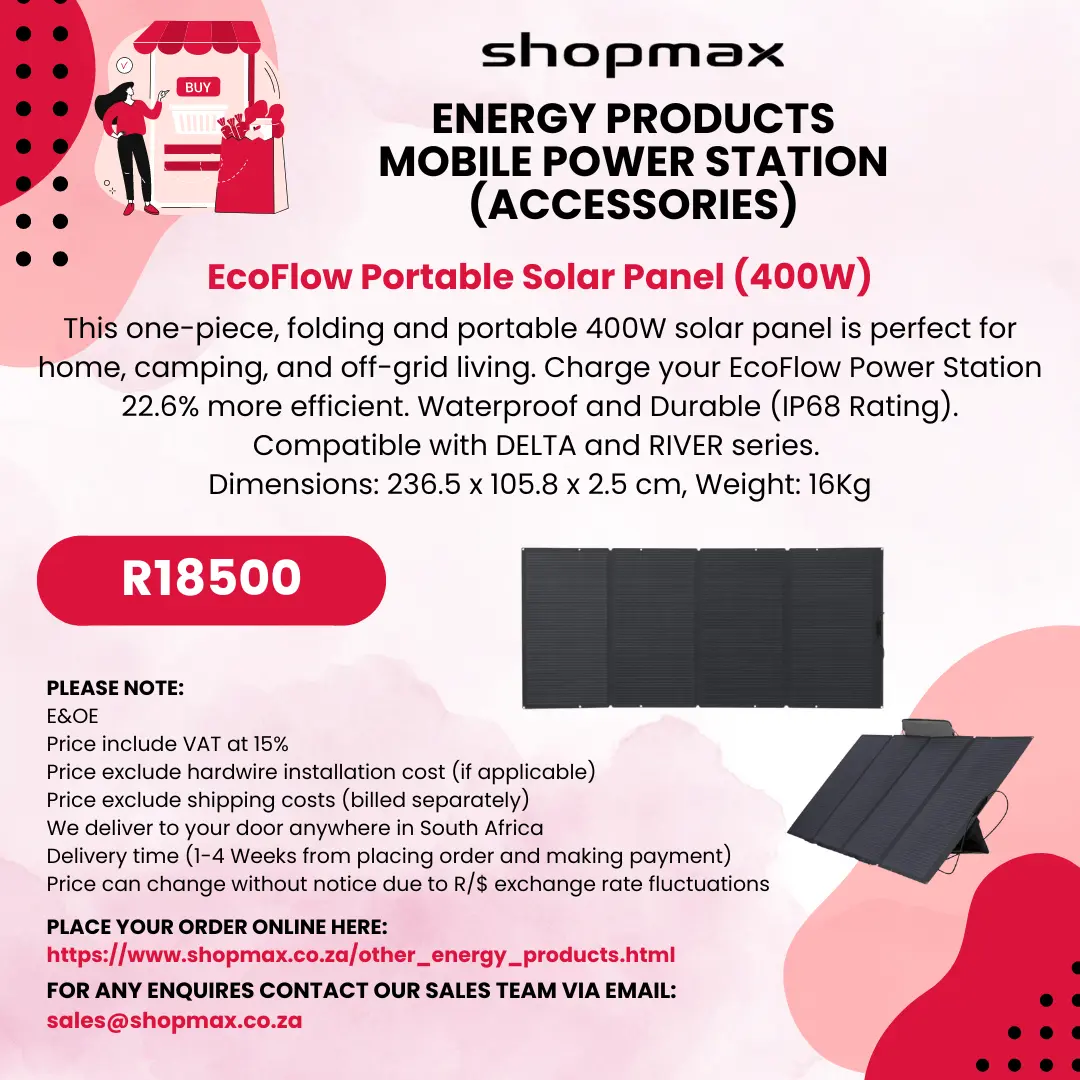 shopmax
ENERGY PRODUCTS
MOBILE POWER STATION
(ACCESSORIES)
BUY
EcoFlow Portable Solar Panel (400W)
This one-piece, folding and portable 400W solar panel is perfect for
home, camping, and off-grid living. Charge your EcoFlow Power Station
22.6% more efficient. Waterproof and Durable (IP68 Rating).
Compatible with DELTA and RIVER series.
Dimensions: 236.5 x 105.8 x 2.5 cm, Weight: 16Kg
R18500
PLEASE NOTE:
E&OE
Price include VAT at 15%
Price exclude hardwire installation cost (if applicable)
Price exclude shipping costs (billed separately)
We deliver to your door anywhere in South Africa
Delivery time (1-4 Weeks from placing order and making payment)
Price can change without notice due to R/$ exchange rate fluctuations
PLACE YOUR ORDER ONLINE HERE:
https://www.shopmax.co.za/other_energy_products.html
FOR ANY ENQUIRES CONTACT OUR SALES TEAM VIA EMAIL:
sales@shopmax.co.za